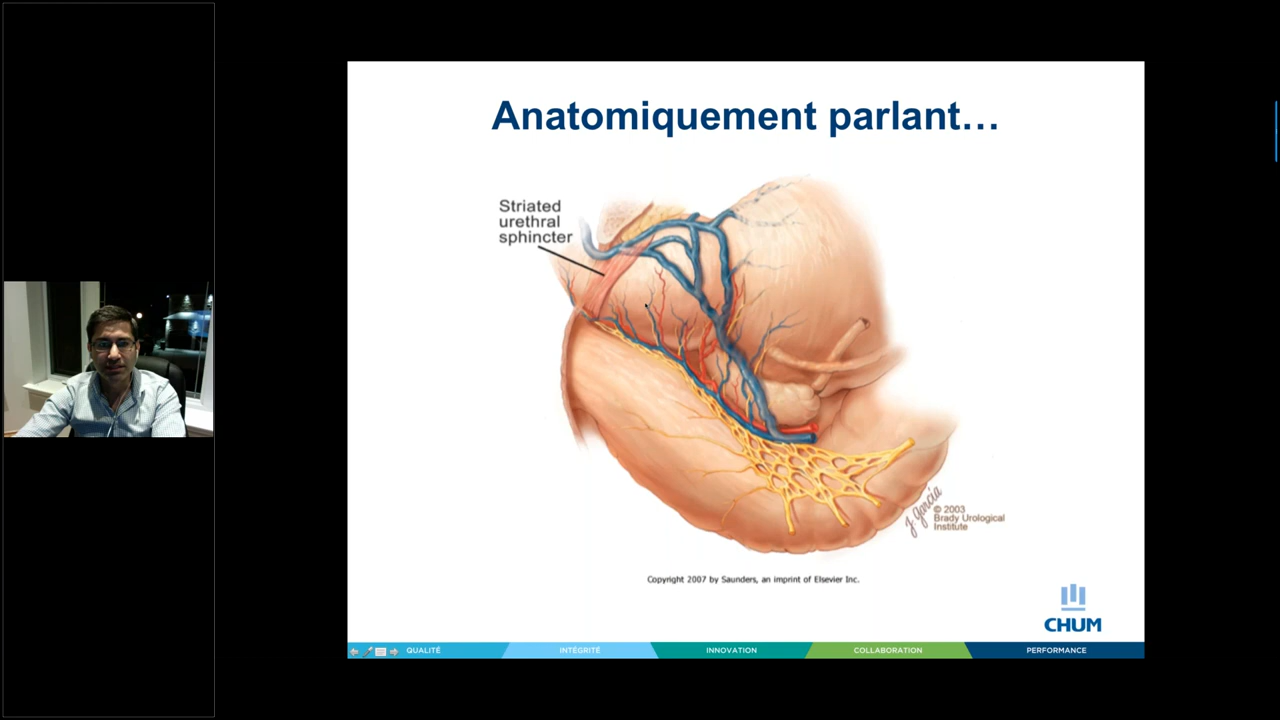 Anatomiquement parlant…
Striated
urethral
sphincter
J Garcia
© 2003
Brady Urological
Institute
Copyright 2007 by Saunders, an imprint of Elsevier Inc.
CHUM
QUALITÉ
INTÉGRITÉ
INNOVATION
COLLABORATION
PERFORMANCE